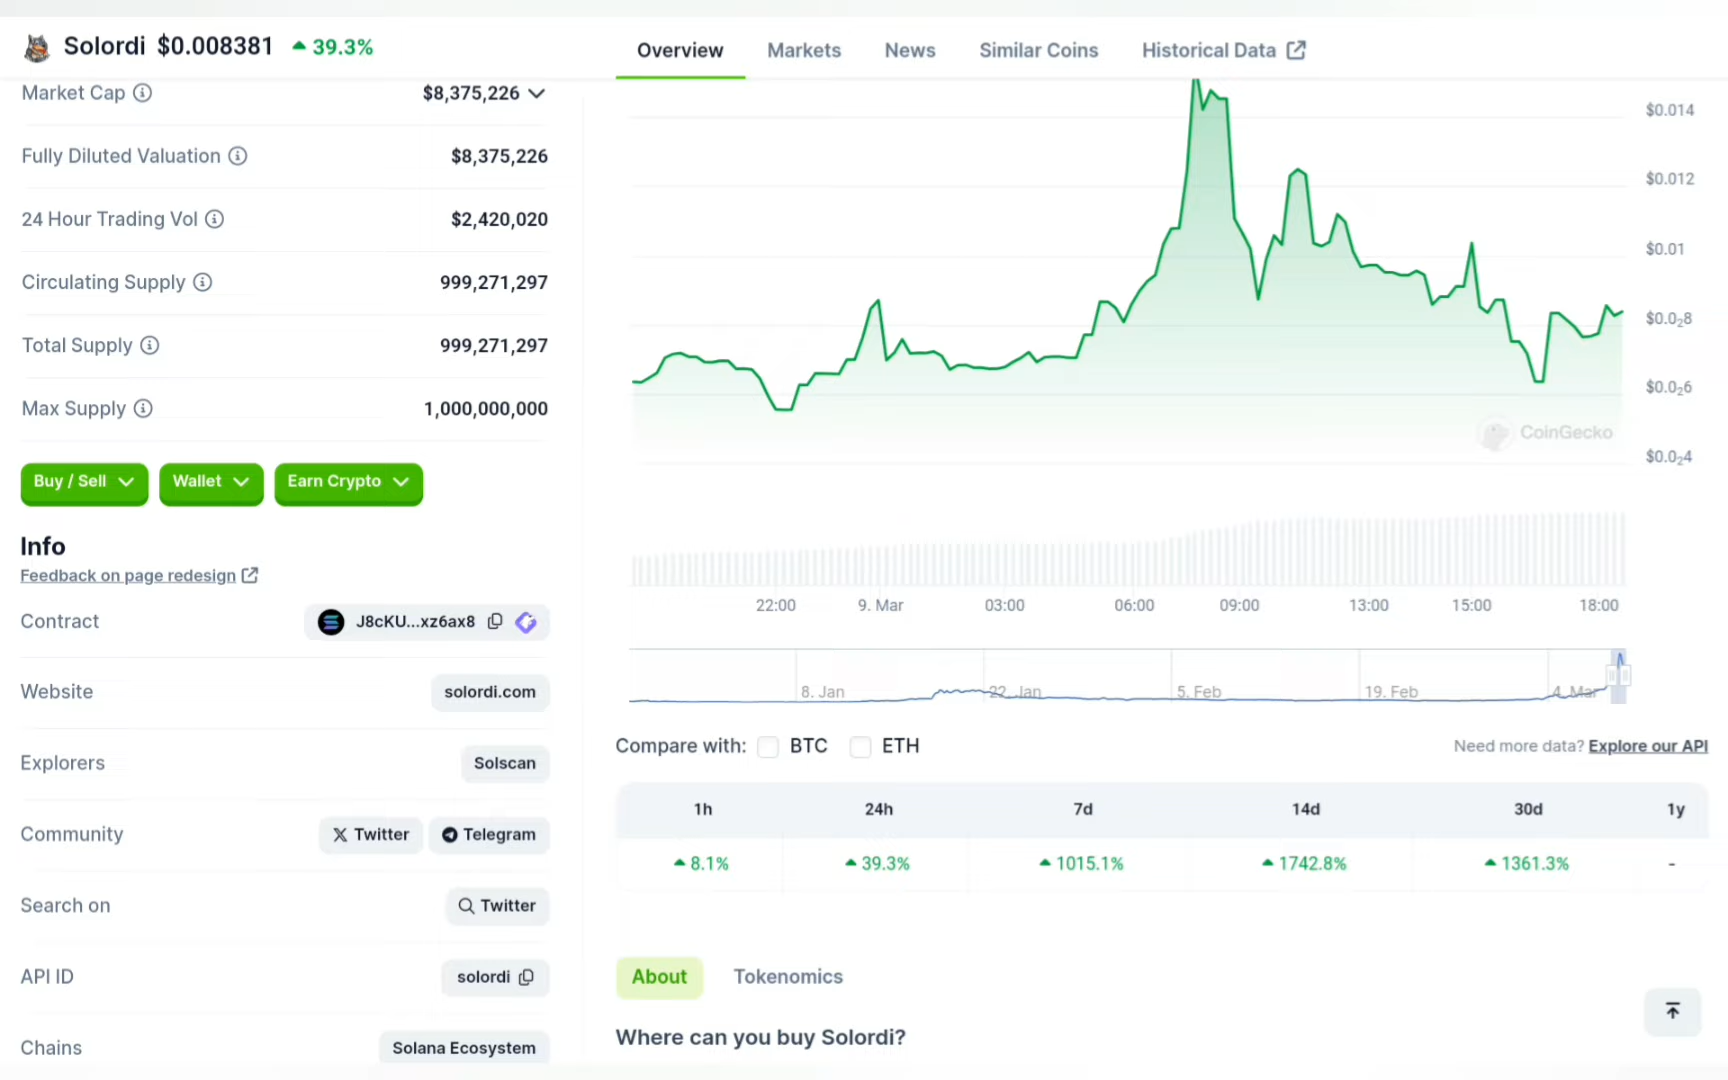 Solordi $0.008381 39.3%
Overview Markets News Similar Coins Historical Data
Market Cap $8,375,226
Fully Diluted Valuation $8,375,226
24 Hour Trading Vol $2,420,020
Circulating Supply 999,271,297
Total Supply 999,271,297
Max Supply 1,000,000,000
Buy / Sell Wallet Earn Crypto
Info
Feedback on page redesign
Contract J8cKU...xz6ax8
Website solordi.com
Explorers Solscan
Community Twitter Telegram
Search on Twitter
API ID solordi
Chains Solana Ecosystem
$0.014
$0.012
$0.01
$0.0₂8
$0.0₂6
CoinGecko
$0.0₂4
22:00 9. Mar 03:00 06:00 09:00 13:00 15:00 18:00
8. Jan 22. Jan 5. Feb 19. Feb 4. Mar
Compare with: BTC ETH Need more data? Explore our API
1h 24h 7d 14d 30d 1y
8.1% 39.3% 1015.1% 1742.8% 1361.3% -
About Tokenomics
Where can you buy Solordi?